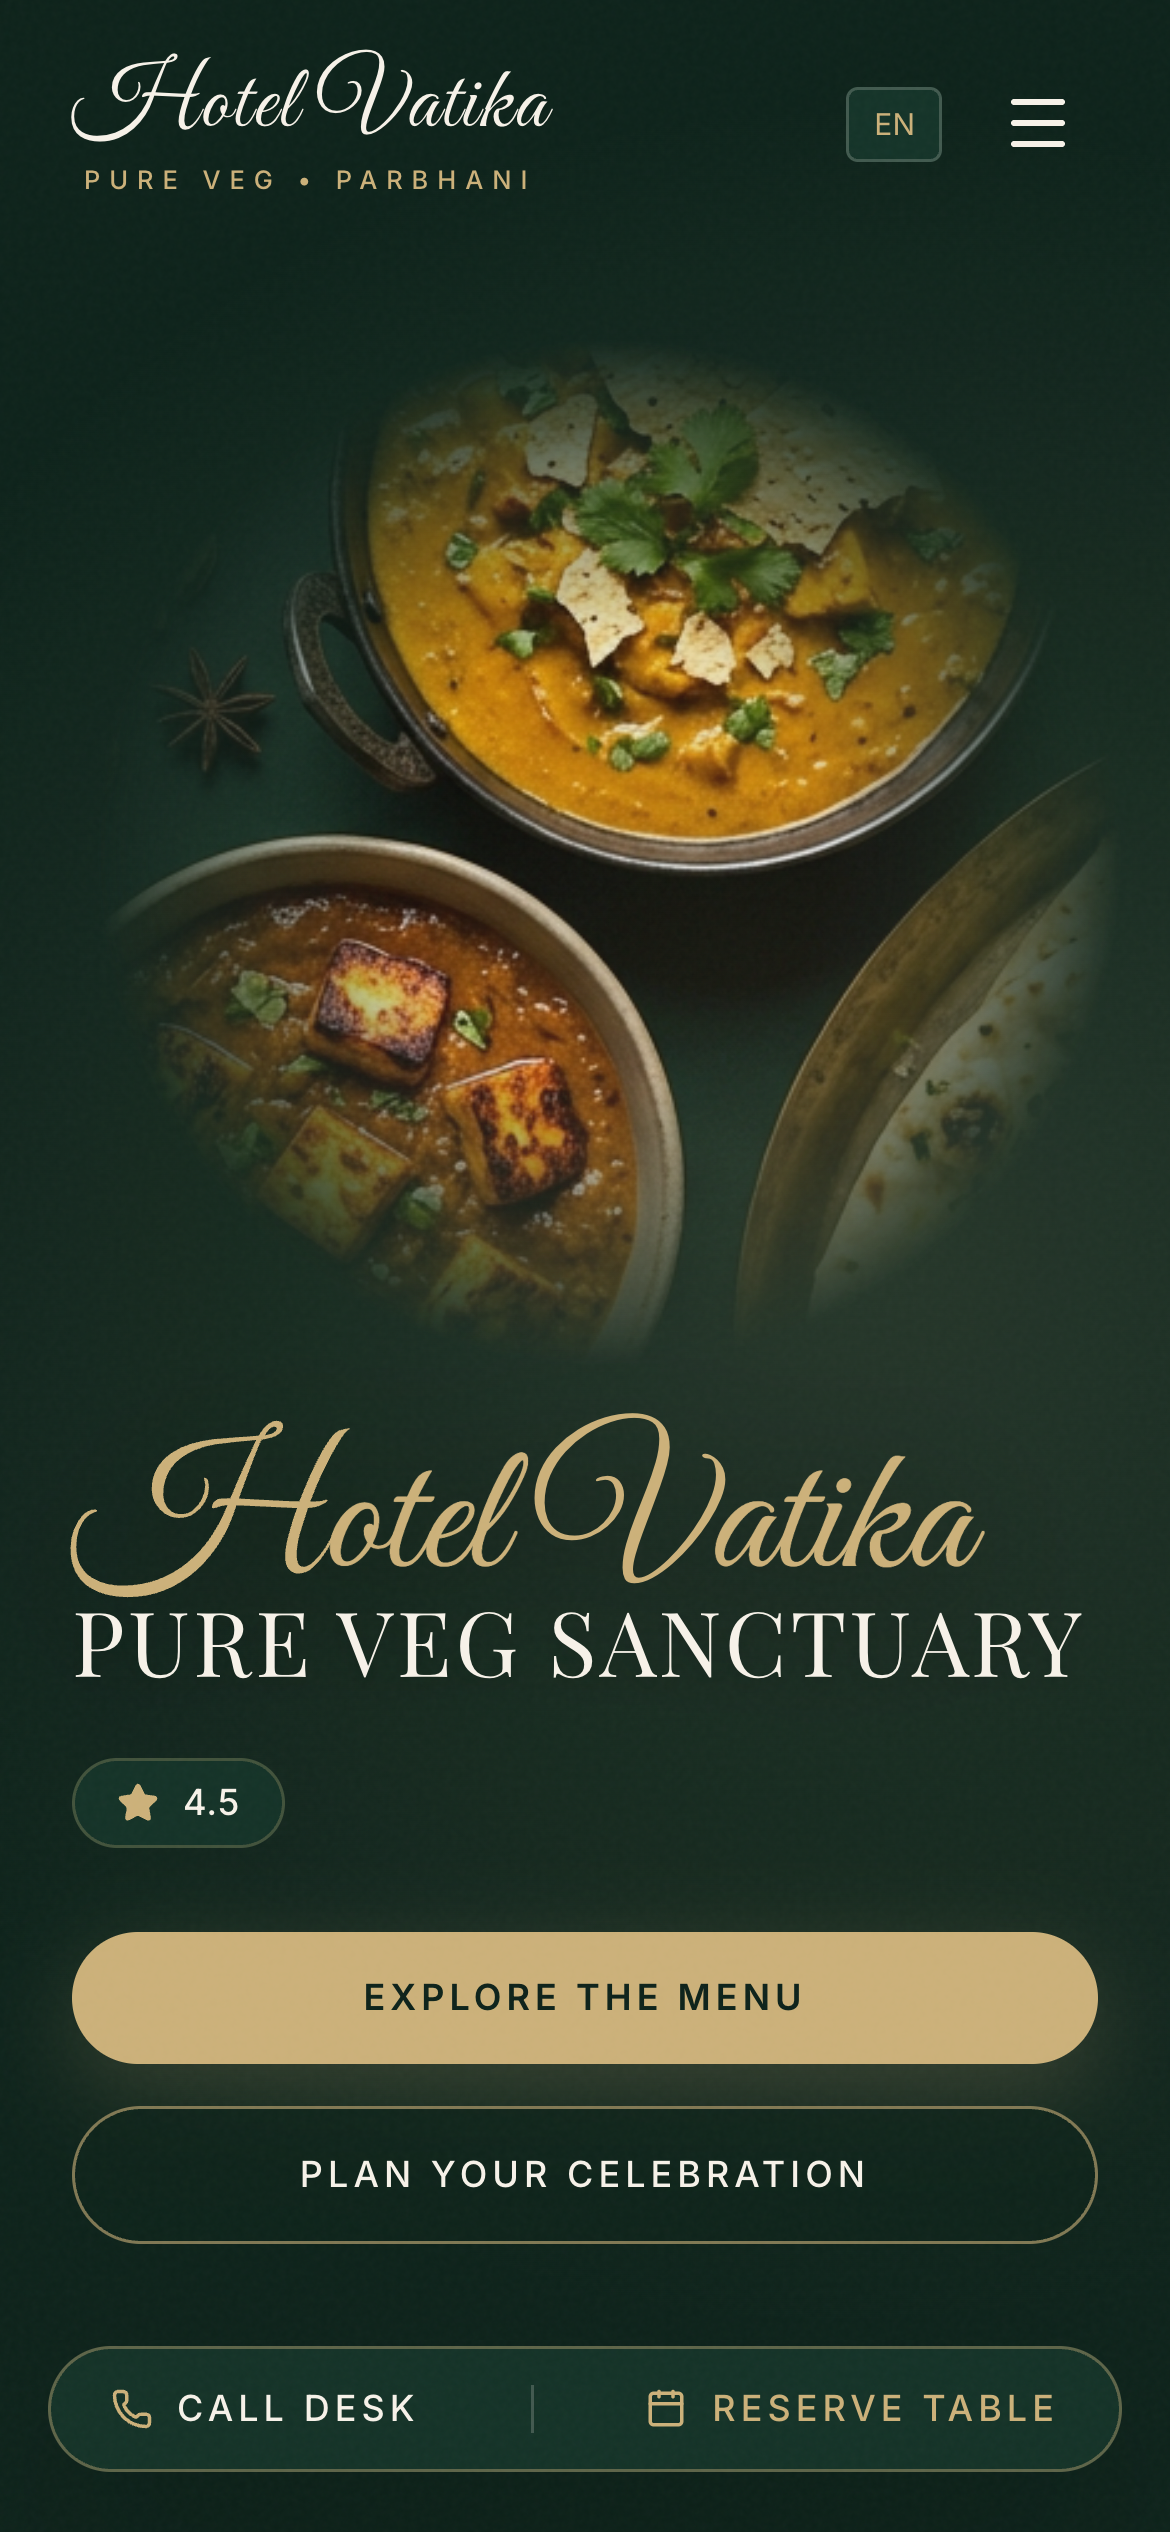 Hotel Vatika
PURE VEG • PARBHANI
EN
Hotel Vatika
PURE VEG SANCTUARY
4.5
EXPLORE THE MENU
PLAN YOUR CELEBRATION
CALL DESK
RESERVE TABLE